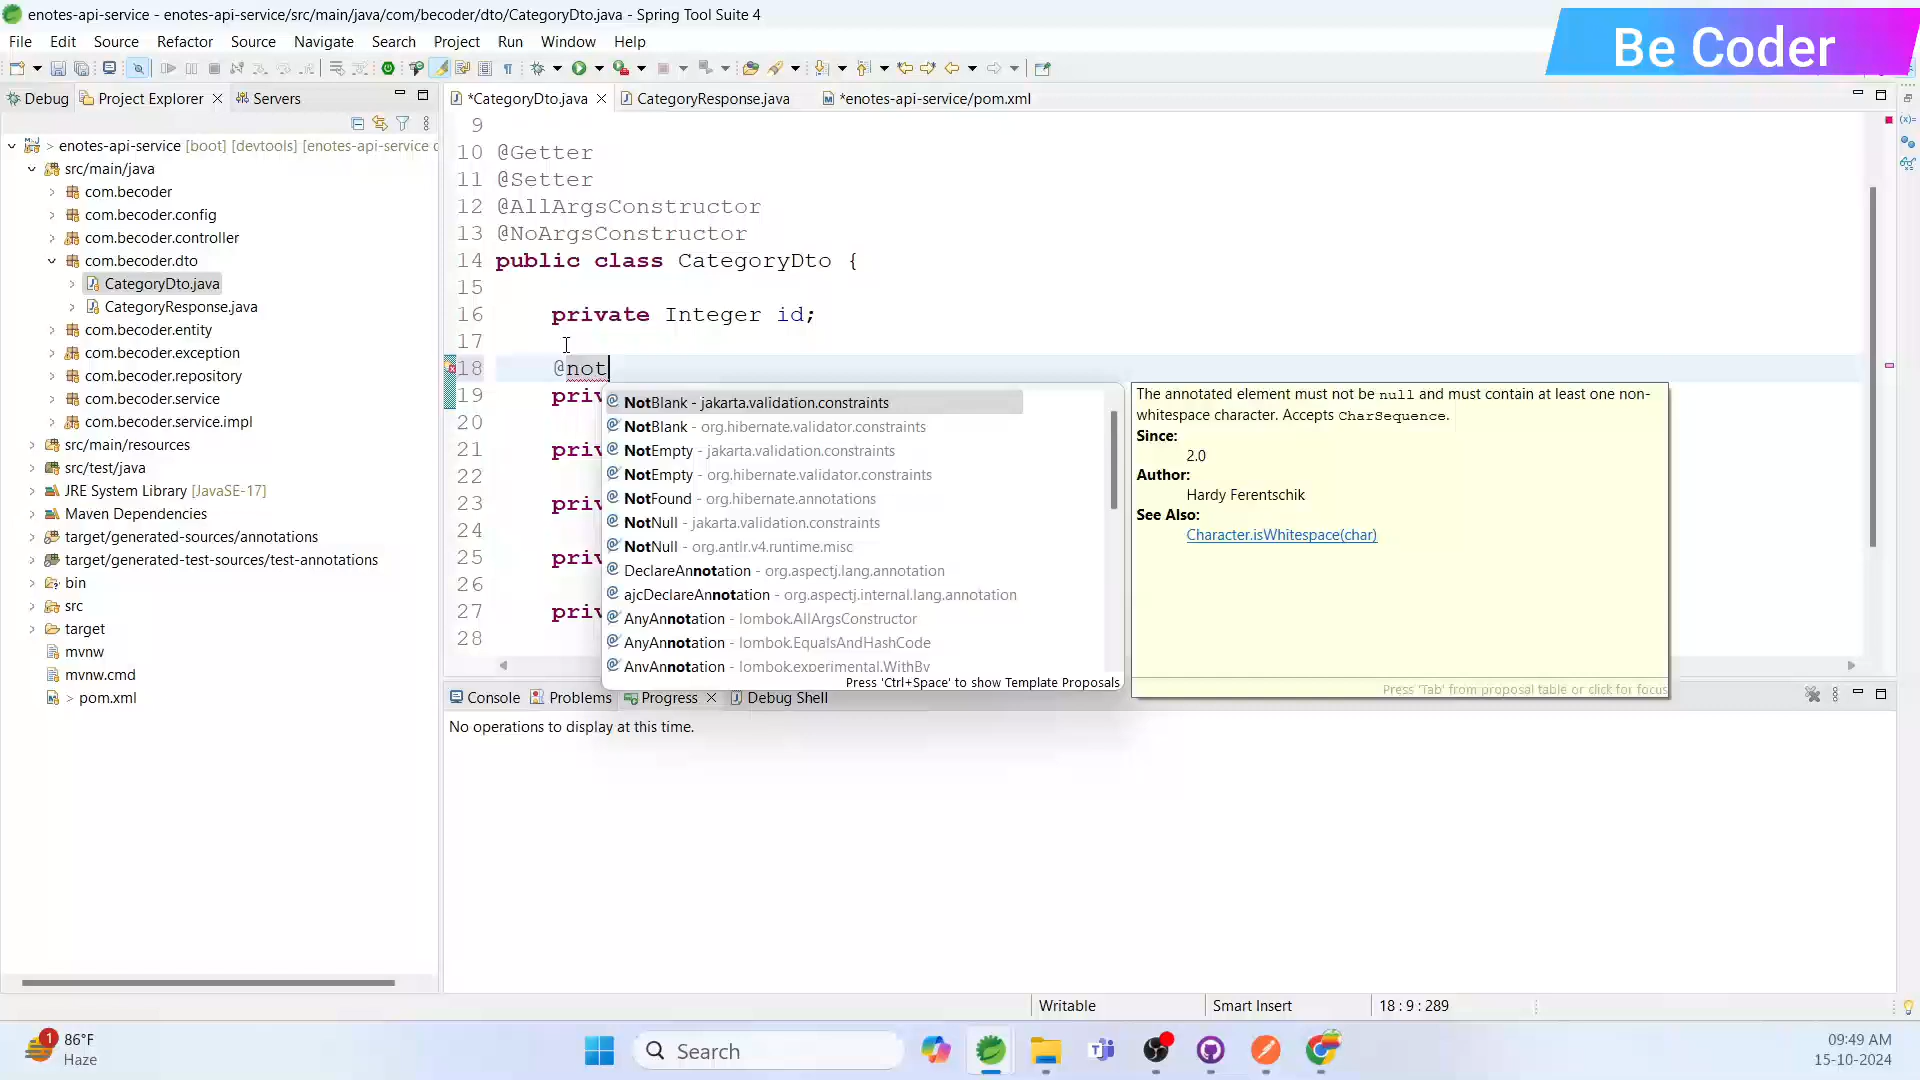 enotes-api-service - enotes-api-service/src/main/java/com/becoder/dto/CategoryDto.java - Spring Tool Suite 4
Be Coder
File Edit Source Refactor Source Navigate Search Project Run Window Help
Debug Project Explorer Servers
*CategoryDto.java CategoryResponse.java *enotes-api-service/pom.xml
> enotes-api-service [boot] [devtools] [enotes-api-service
src/main/java
com.becoder
com.becoder.config
com.becoder.controller
com.becoder.dto
CategoryDto.java
CategoryResponse.java
com.becoder.entity
com.becoder.exception
com.becoder.repository
com.becoder.service
com.becoder.service.impl
src/main/resources
src/test/java
JRE System Library [JavaSE-17]
Maven Dependencies
target/generated-sources/annotations
target/generated-test-sources/test-annotations
bin
src
target
mvnw
mvnw.cmd
> pom.xml
9
10 @Getter
11 @Setter
12 @AllArgsConstructor
13 @NoArgsConstructor
14 public class CategoryDto {
15
16 private Integer id;
17
18 @not
19 priv
20
21 priv
22
23 priv
24
25 priv
26
27 priv
28
NotBlank - jakarta.validation.constraints
NotBlank - org.hibernate.validator.constraints
NotEmpty - jakarta.validation.constraints
NotEmpty - org.hibernate.validator.constraints
NotFound - org.hibernate.annotations
NotNull - jakarta.validation.constraints
NotNull - org.antlr.v4.runtime.misc
DeclareAnnotation - org.aspectj.lang.annotation
ajcDeclareAnnotation - org.aspectj.internal.lang.annotation
AnyAnnotation - lombok.AllArgsConstructor
AnyAnnotation - lombok.EqualsAndHashCode
AnyAnnotation - lombok.experimental.WithBy
Press 'Ctrl+Space' to show Template Proposals
The annotated element must not be null and must contain at least one non-
whitespace character. Accepts CharSequence.
Since:
2.0
Author:
Hardy Ferentschik
See Also:
Character.isWhitespace(char)
Press 'Tab' from proposal table or click for focus
Console Problems Progress Debug Shell
No operations to display at this time.
Writable Smart Insert 18 : 9 : 289
1
86°F
Haze
Search
09:49 AM
15-10-2024